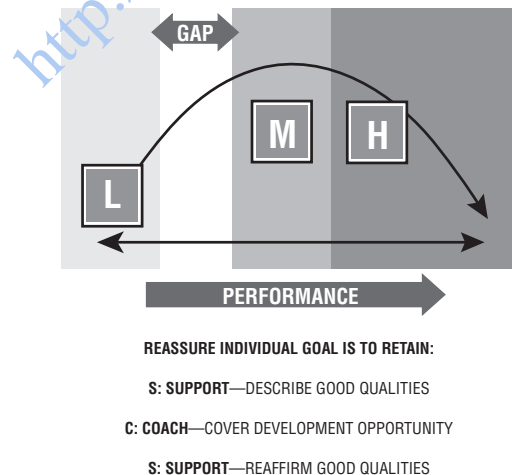 http.
GAP
M
H
L
PERFORMANCE
REASSURE INDIVIDUAL GOAL IS TO RETAIN:
S: SUPPORT—DESCRIBE GOOD QUALITIES
C: COACH—COVER DEVELOPMENT OPPORTUNITY
S: SUPPORT—REAFFIRM GOOD QUALITIES